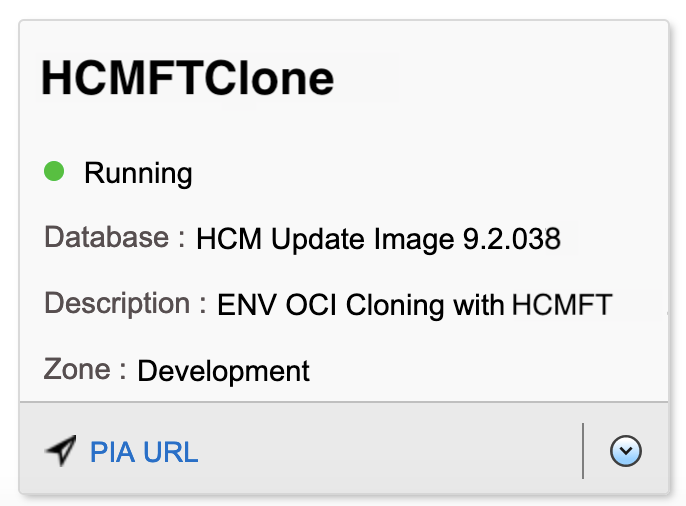 HCMFTClone
Running
Database : HCM Update Image 9.2.038
Description : ENV OCI Cloning with HCMFT
Zone : Development
PIA URL